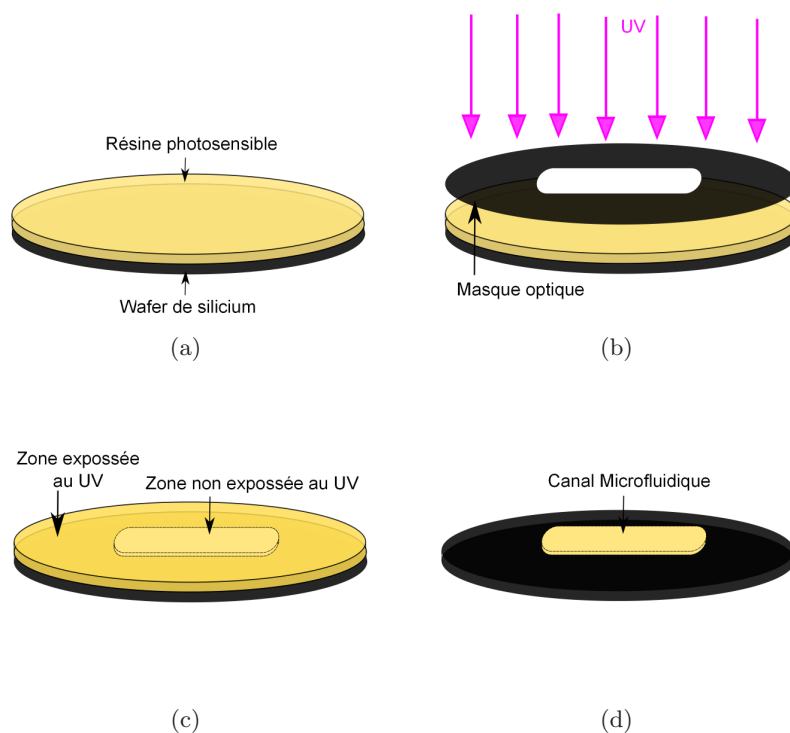 UV
Résine photosensible
Wafer de silicium
Masque optique
(a)
(b)
Zone expossée
au UV
Zone non expossée au UV
Canal Microfluidique
(c)
(d)